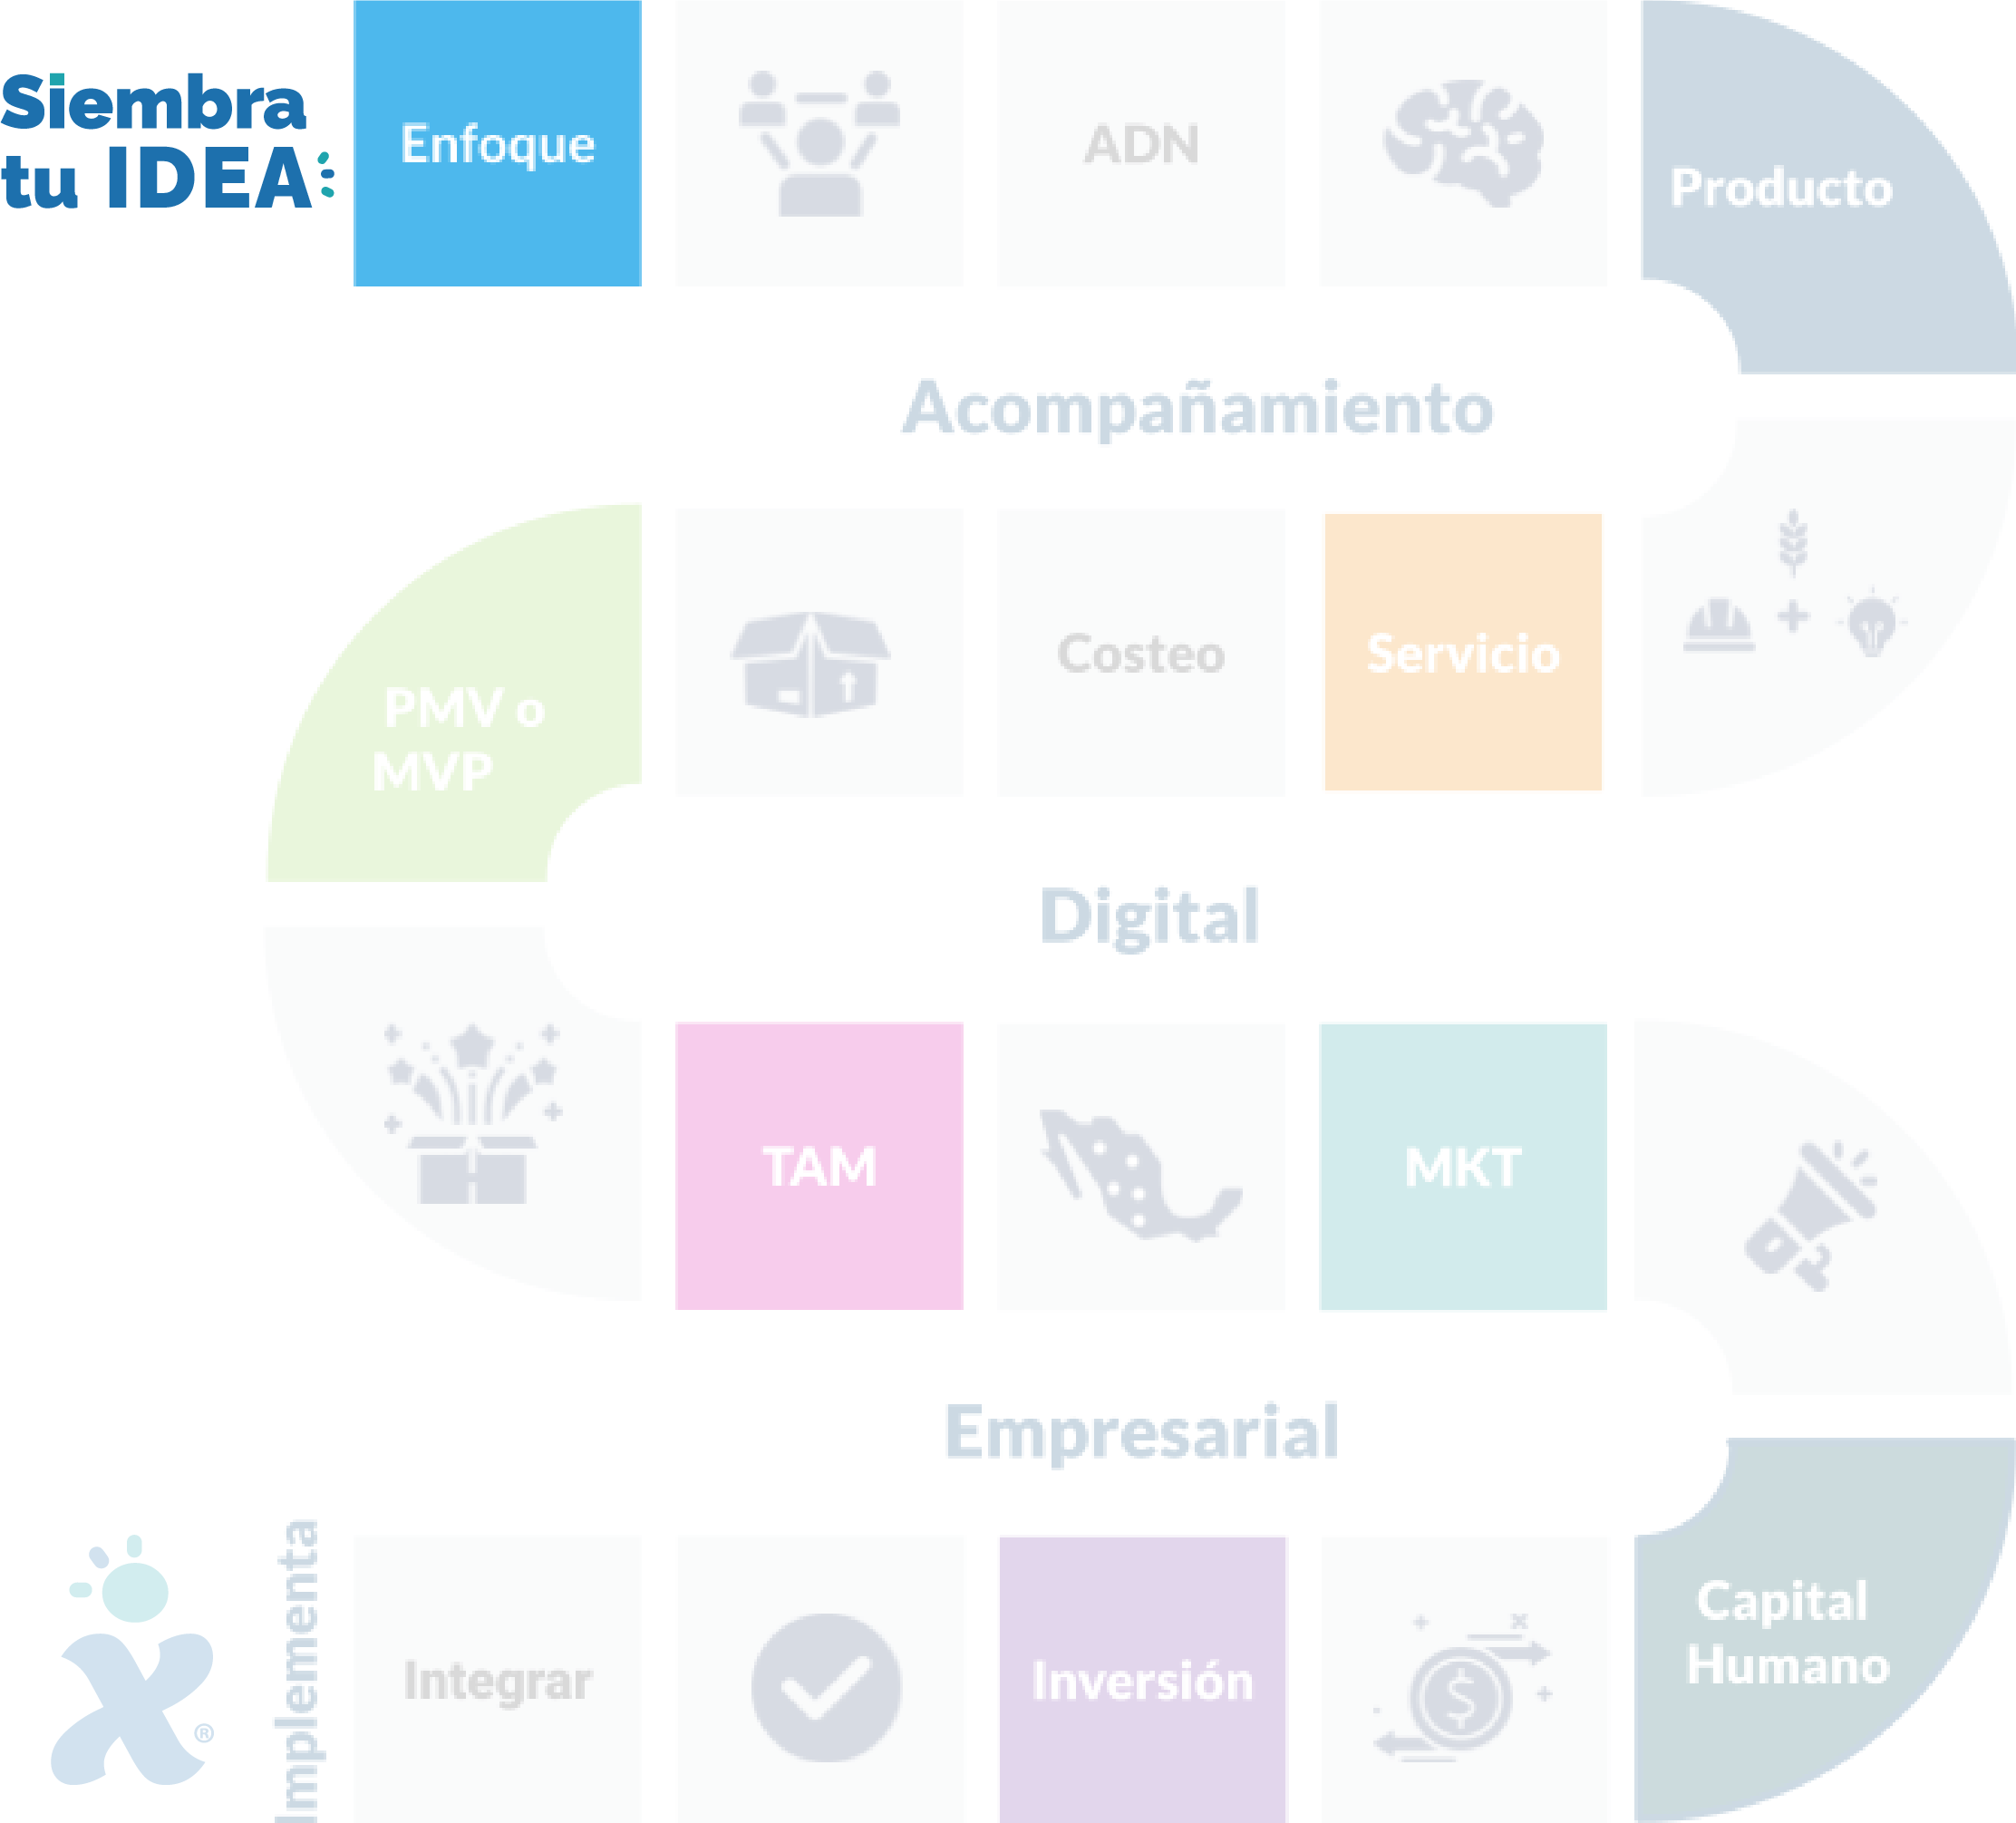 Siembra
tu IDEA
Enfoque
ADN
Producto
Acompañamiento
PMV o
MVP
Costeo
Servicio
Digital
TAM
MKT
Empresarial
Implementa
Integrar
Inversión
Capital
Humano
®